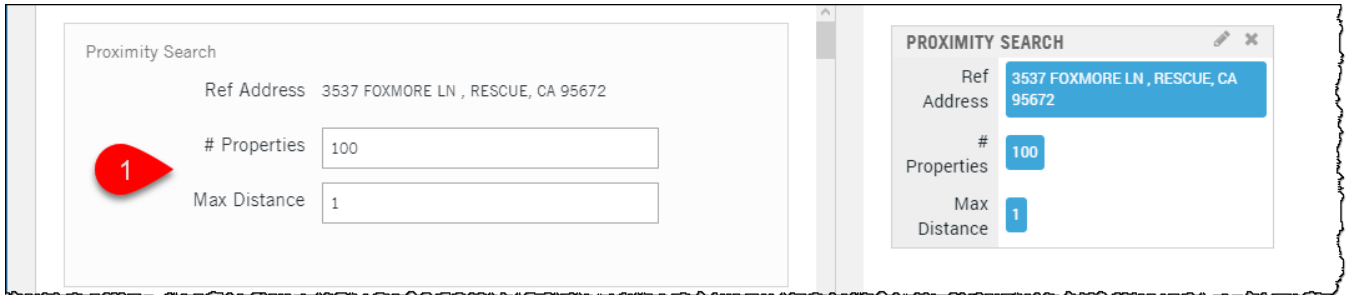 Proximity Search
Ref Address 3537 FOXMORE LN , RESCUE, CA 95672
# Properties 100
1
Max Distance 1
PROXIMITY SEARCH
Ref Address 3537 FOXMORE LN , RESCUE, CA 95672
# Properties 100
Max Distance 1